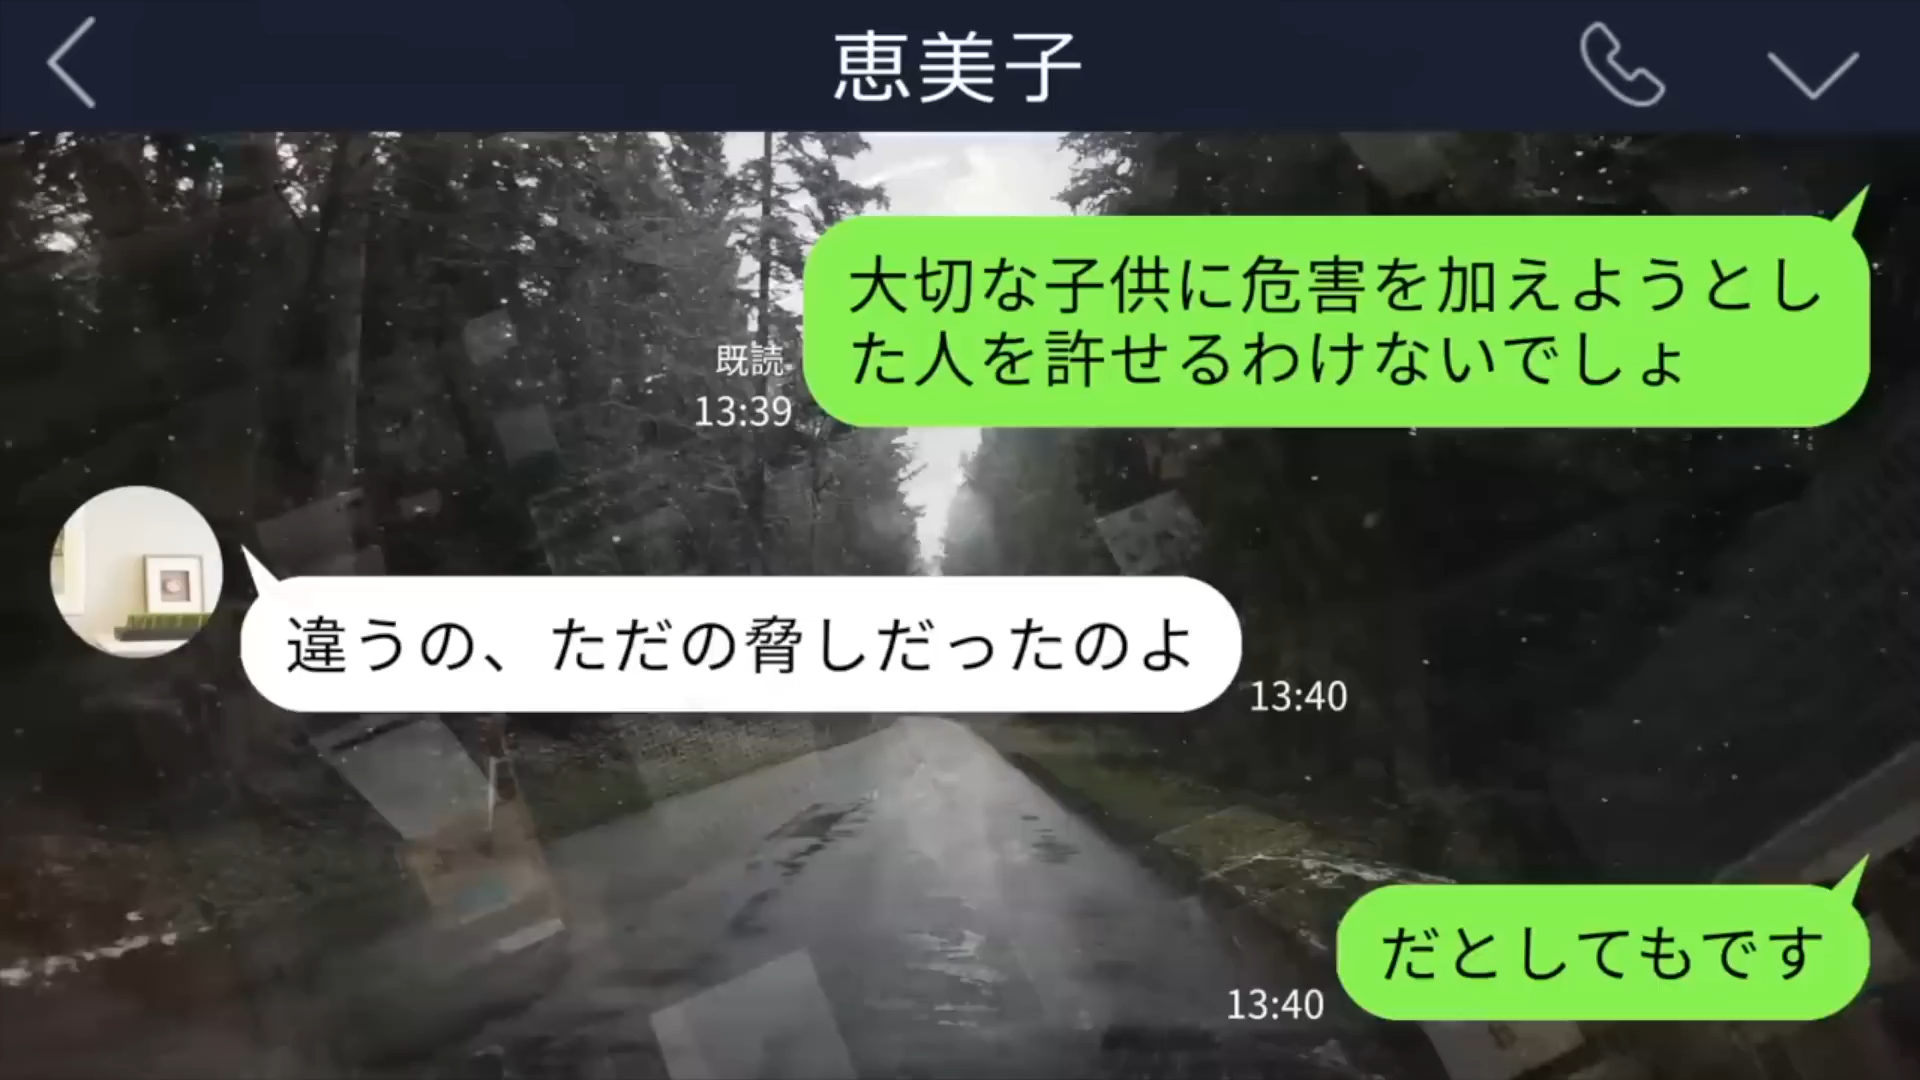 恵美子
大切な子供に危害を加えようとし
た人を許せるわけないでしょ
既読
13:39
違うの、ただの脅しだったのよ
13:40
だとしてもです
13:40